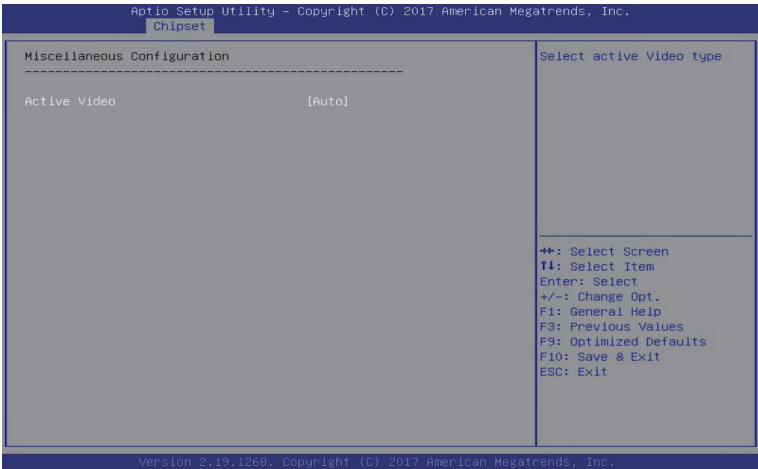 Aptio Setup Utility – Copyright (C) 2017 American Megatrends, Inc.
Chipset
Miscellaneous Configuration
--------------------------------------------------
Active Video [Auto]
Select active Video type
→←: Select Screen
↑↓: Select Item
Enter: Select
+/-: Change Opt.
F1: General Help
F3: Previous Values
F9: Optimized Defaults
F10: Save & Exit
ESC: Exit
Version 2.19.1268. Copyright (C) 2017 American Megatrends, Inc.